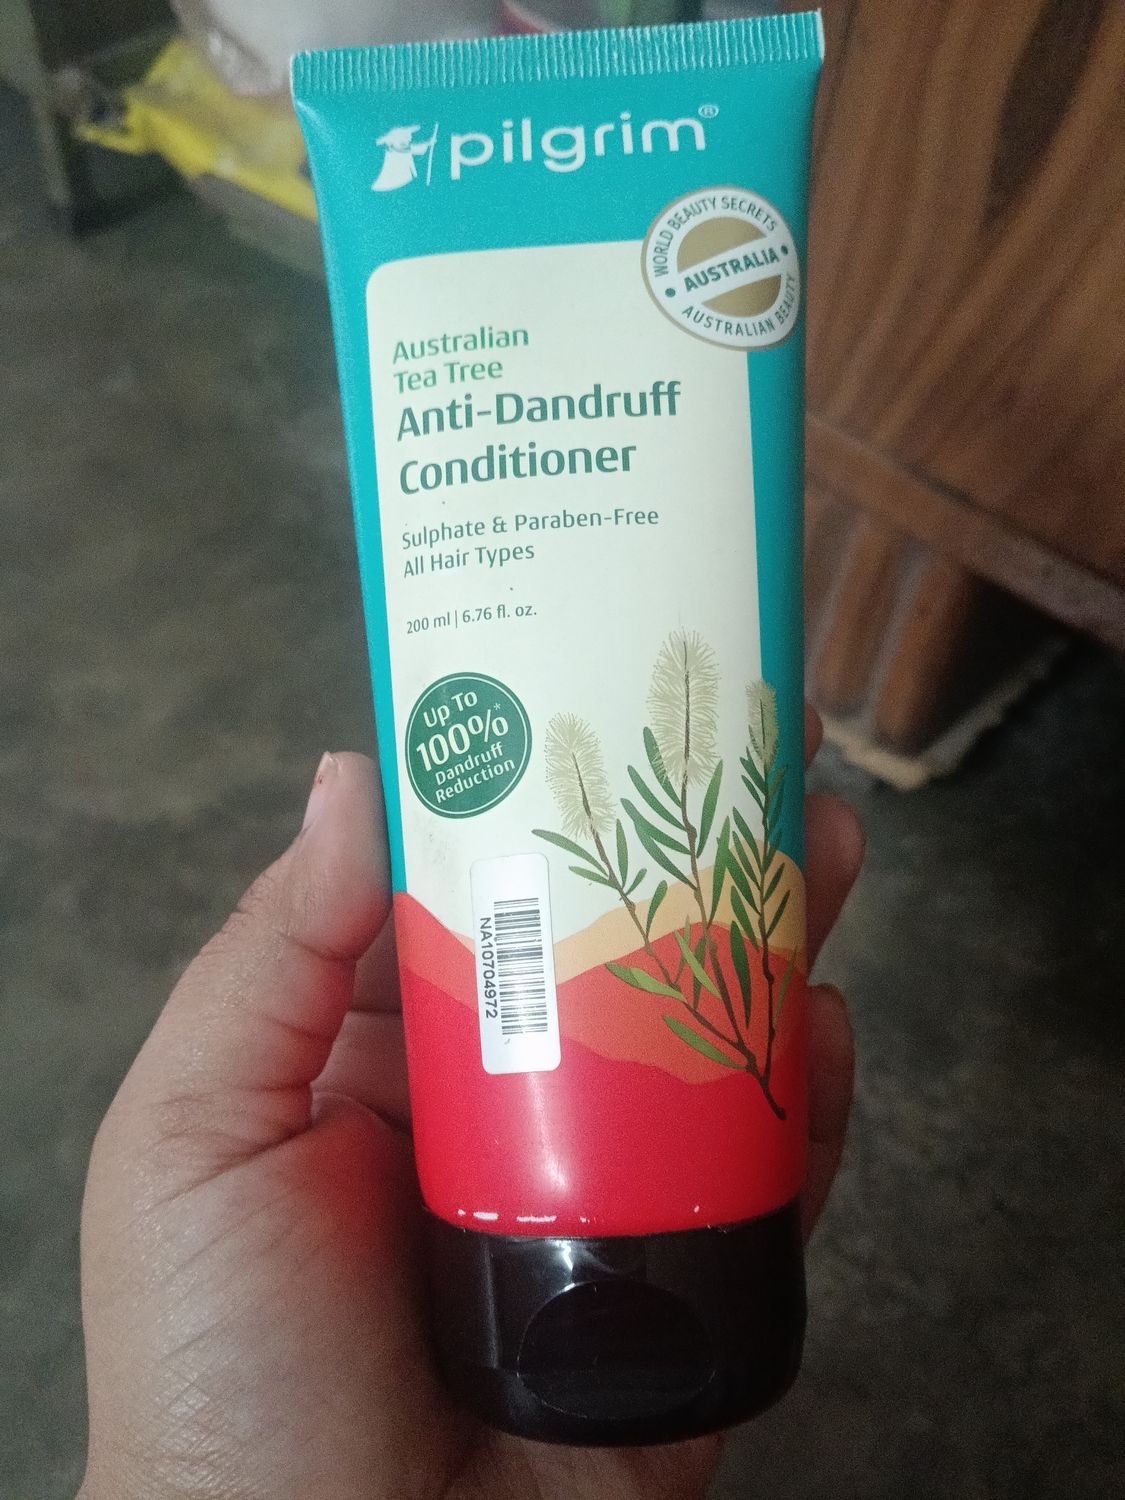 pilgrim®
WORLD BEAUTY SECRETS
AUSTRALIA
AUSTRALIAN BEAUTY
Australian
Tea Tree
Anti-Dandruff
Conditioner
Sulphate & Paraben-Free
All Hair Types
200 ml | 6.76 fl. oz.
Up To
100%*
Dandruff
Reduction
NA10704972